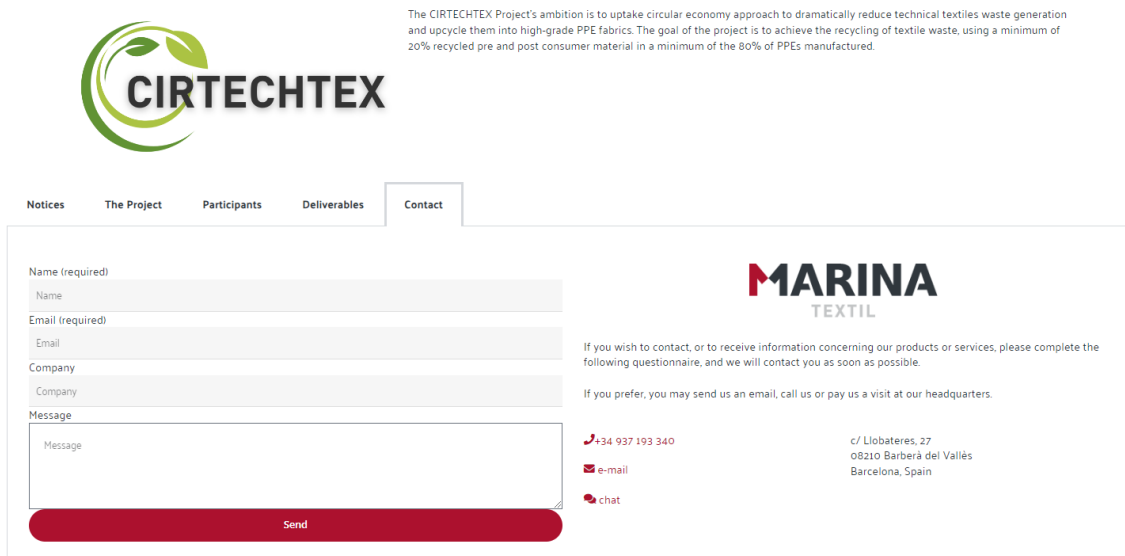 The CIRTECHTEX Project's ambition is to uptake circular economy approach to dramatically reduce technical textiles waste generation
and upcycle them into high-grade PPE fabrics. The goal of the project is to achieve the recycling of textile waste, using a minimum of
20% recycled pre and post consumer material in a minimum of the 80% of PPEs manufactured.
CIRTECHTEX
Notices
The Project
Participants
Deliverables
Contact
Name (required)
Name
Email (required)
Email
Company
Company
Message
Message
Send
MARINA
TEXTIL
If you wish to contact, or to receive information concerning our products or services, please complete the
following questionnaire, and we will contact you as soon as possible.
If you prefer, you may send us an email, call us or pay us a visit at our headquarters.
+34 937 193 340
e-mail
chat
c/ Llobateres, 27
08210 Barberà del Vallès
Barcelona, Spain